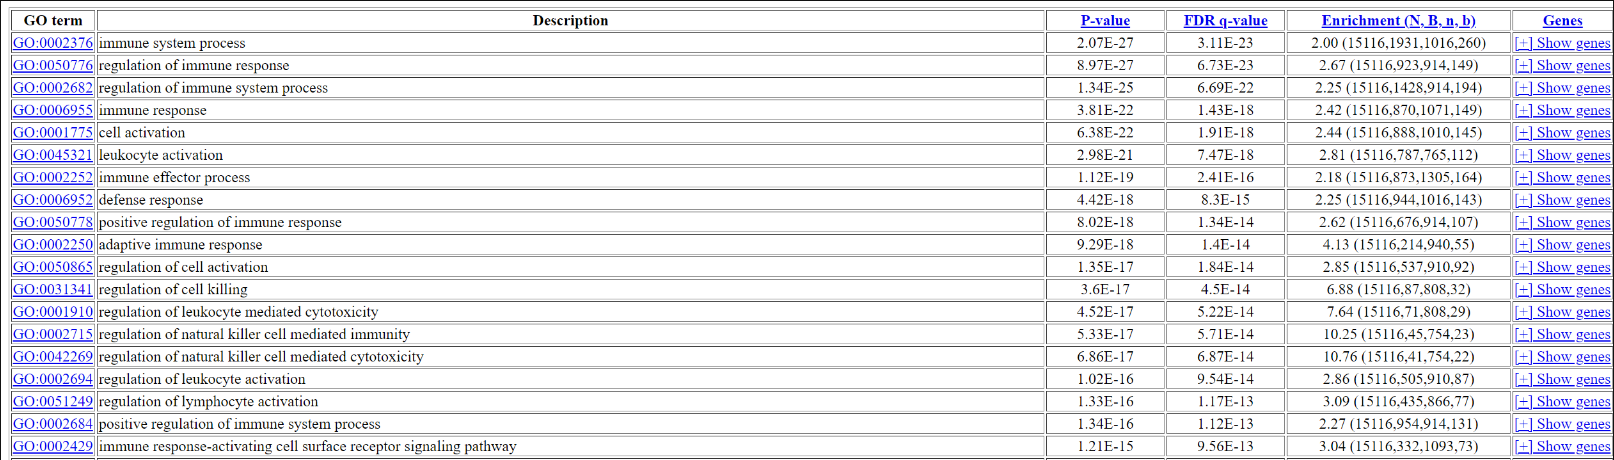 GO term Description P-value FDR q-value Enrichment (N, B, n, b) Genes
GO:0002376 immune system process 2.07E-27 3.11E-23 2.00 (15116,1931,1016,260) [+] Show genes
GO:0050776 regulation of immune response 8.97E-27 6.73E-23 2.67 (15116,923,914,149) [+] Show genes
GO:0002682 regulation of immune system process 1.34E-25 6.69E-22 2.25 (15116,1428,914,194) [+] Show genes
GO:0006955 immune response 3.81E-22 1.43E-18 2.42 (15116,870,1071,149) [+] Show genes
GO:0001775 cell activation 6.38E-22 1.91E-18 2.44 (15116,888,1010,145) [+] Show genes
GO:0045321 leukocyte activation 2.98E-21 7.47E-18 2.81 (15116,787,765,112) [+] Show genes
GO:0002252 immune effector process 1.12E-19 2.41E-16 2.18 (15116,873,1305,164) [+] Show genes
GO:0006952 defense response 4.42E-18 8.3E-15 2.25 (15116,944,1016,143) [+] Show genes
GO:0050778 positive regulation of immune response 8.02E-18 1.34E-14 2.62 (15116,676,914,107) [+] Show genes
GO:0002250 adaptive immune response 9.29E-18 1.4E-14 4.13 (15116,214,940,55) [+] Show genes
GO:0050865 regulation of cell activation 1.35E-17 1.84E-14 2.85 (15116,537,910,92) [+] Show genes
GO:0031341 regulation of cell killing 3.6E-17 4.5E-14 6.88 (15116,87,808,32) [+] Show genes
GO:0001910 regulation of leukocyte mediated cytotoxicity 4.52E-17 5.22E-14 7.64 (15116,71,808,29) [+] Show genes
GO:0002715 regulation of natural killer cell mediated immunity 5.33E-17 5.71E-14 10.25 (15116,45,754,23) [+] Show genes
GO:0042269 regulation of natural killer cell mediated cytotoxicity 6.86E-17 6.87E-14 10.76 (15116,41,754,22) [+] Show genes
GO:0002694 regulation of leukocyte activation 1.02E-16 9.54E-14 2.86 (15116,505,910,87) [+] Show genes
GO:0051249 regulation of lymphocyte activation 1.33E-16 1.17E-13 3.09 (15116,435,866,77) [+] Show genes
GO:0002684 positive regulation of immune system process 1.34E-16 1.12E-13 2.27 (15116,954,914,131) [+] Show genes
GO:0002429 immune response-activating cell surface receptor signaling pathway 1.21E-15 9.56E-13 3.04 (15116,332,1093,73) [+] Show genes